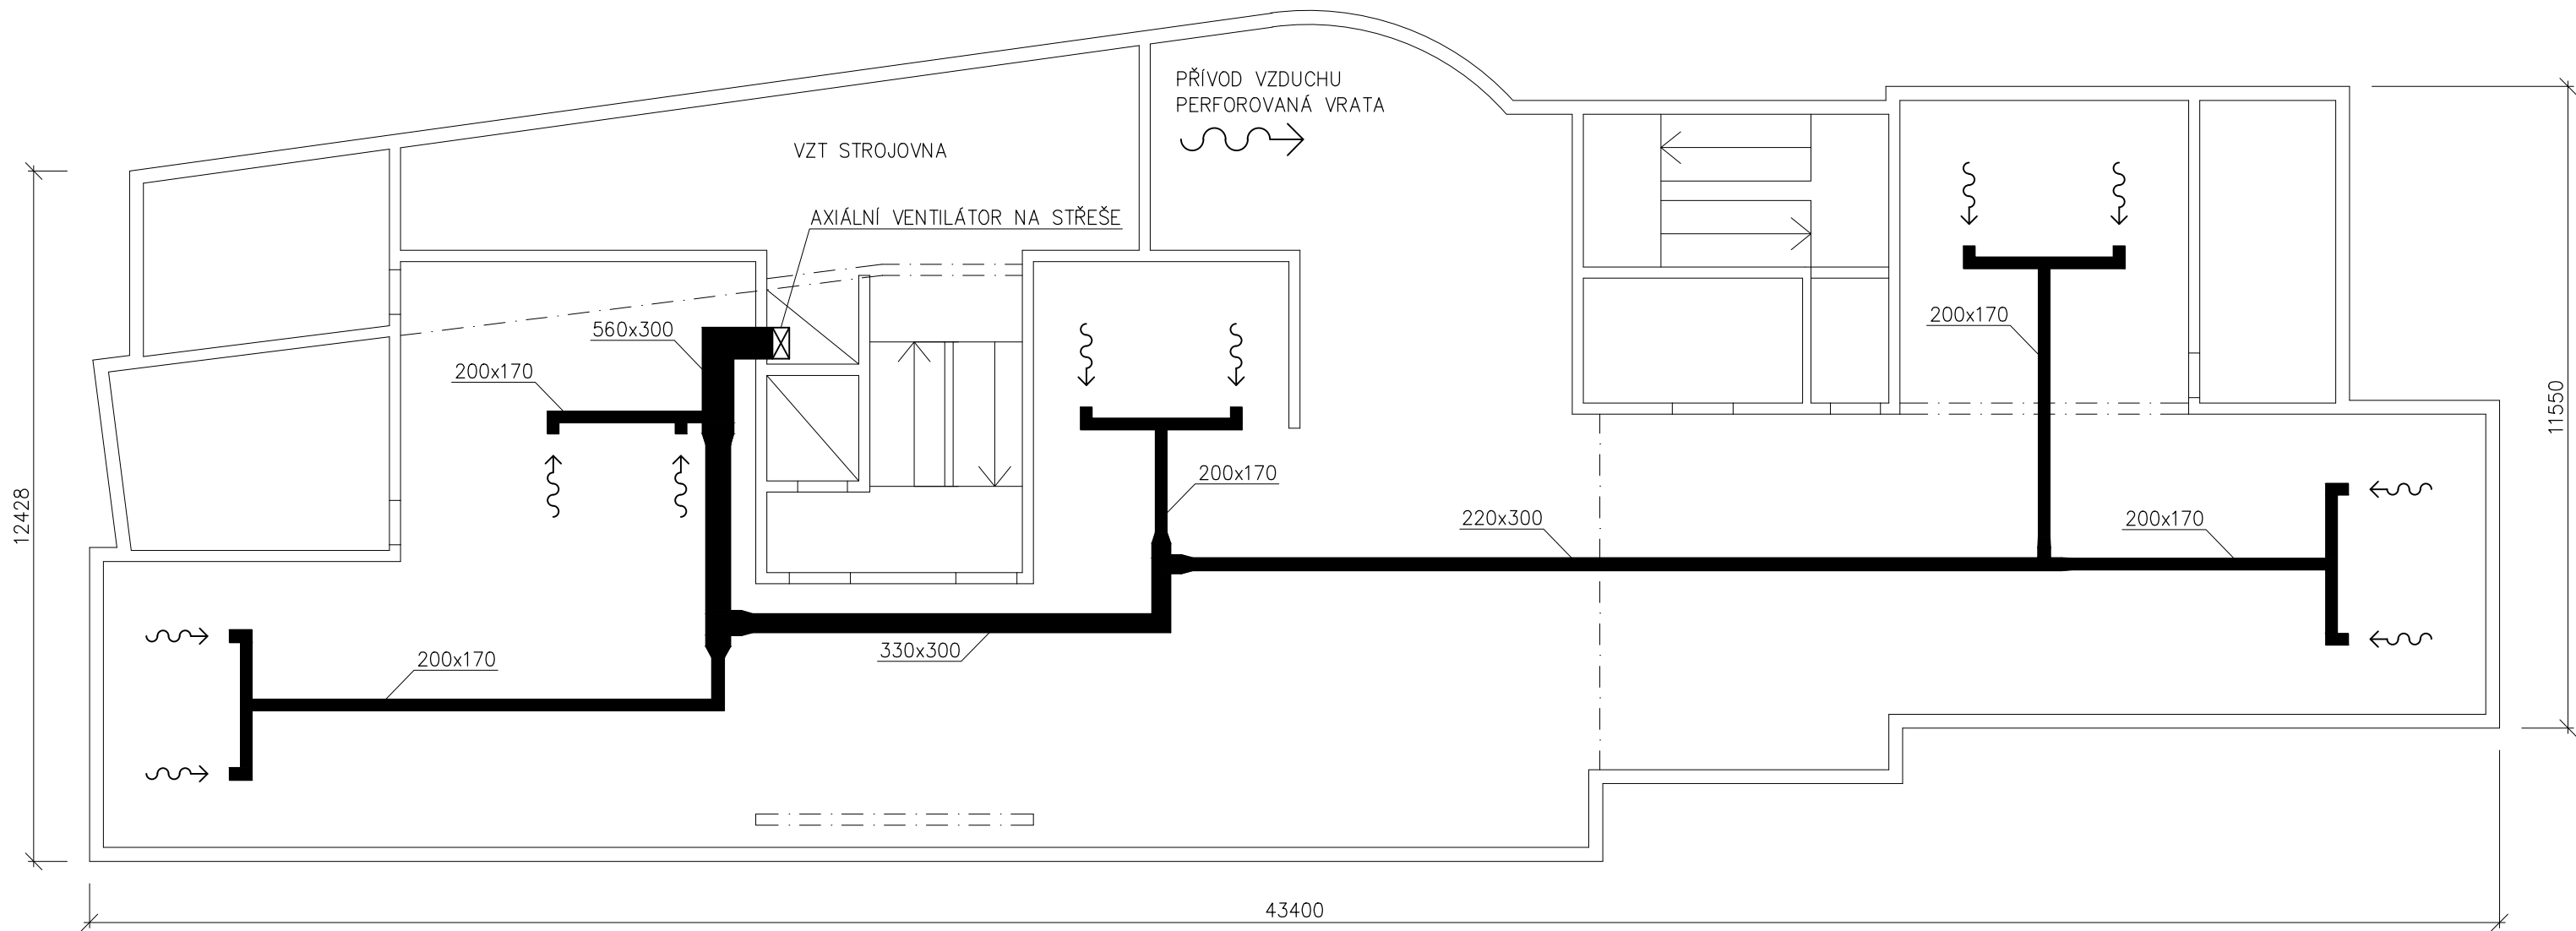 PŘÍVOD VZDUCHU
PERFOROVANÁ VRATA
VZT STROJOVNA
AXIÁLNÍ VENTILÁTOR NA STŘEŠE
560x300
200x170
200x170
200x170
220x300
200x170
330x300
200x170
12428
11550
43400